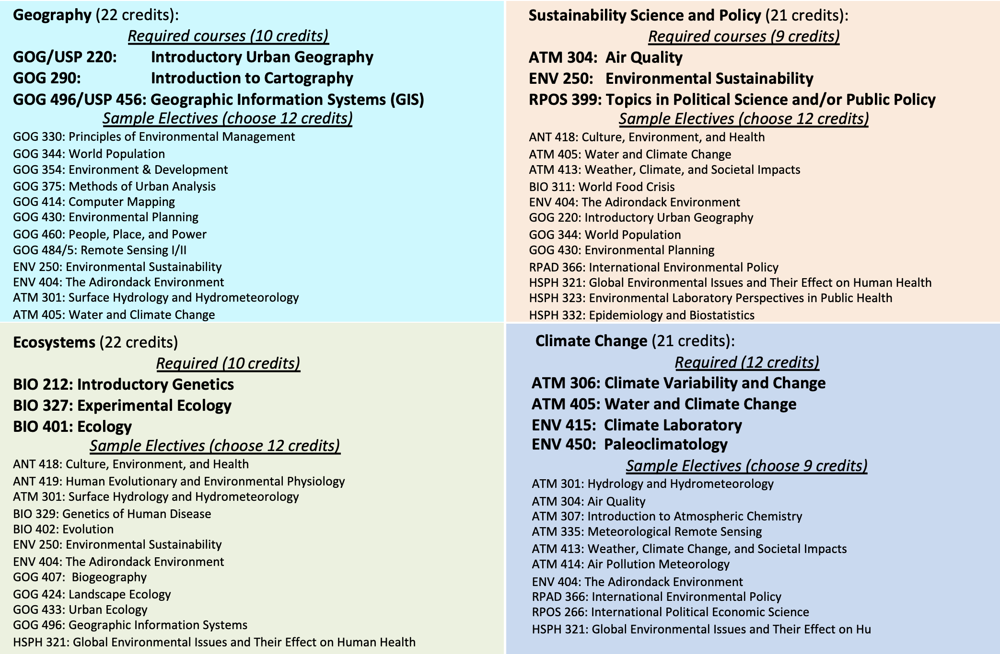 Geography (22 credits):
Required courses (10 credits)
GOG/USP 220: Introductory Urban Geography
GOG 290: Introduction to Cartography
GOG 496/USP 456: Geographic Information Systems (GIS)
Sample Electives (choose 12 credits)
GOG 330: Principles of Environmental Management
GOG 344: World Population
GOG 354: Environment & Development
GOG 375: Methods of Urban Analysis
GOG 414: Computer Mapping
GOG 430: Environmental Planning
GOG 460: People, Place, and Power
GOG 484/5: Remote Sensing I/II
ENV 250: Environmental Sustainability
ENV 404: The Adirondack Environment
ATM 301: Surface Hydrology and Hydrometeorology
ATM 405: Water and Climate Change
Sustainability Science and Policy (21 credits):
Required courses (9 credits)
ATM 304: Air Quality
ENV 250: Environmental Sustainability
RPOS 399: Topics in Political Science and/or Public Policy
Sample Electives (choose 12 credits)
ANT 418: Culture, Environment, and Health
ATM 405: Water and Climate Change
ATM 413: Weather, Climate, and Societal Impacts
BIO 311: World Food Crisis
ENV 404: The Adirondack Environment
GOG 220: Introductory Urban Geography
GOG 344: World Population
GOG 430: Environmental Planning
RPAD 366: International Environmental Policy
HSPH 321: Global Environmental Issues and Their Effect on Human Health
HSPH 323: Environmental Laboratory Perspectives in Public Health
HSPH 332: Epidemiology and Biostatistics
Ecosystems (22 credits)
Required (10 credits)
BIO 212: Introductory Genetics
BIO 327: Experimental Ecology
BIO 401: Ecology
Sample Electives (choose 12 credits)
ANT 418: Culture, Environment, and Health
ANT 419: Human Evolutionary and Environmental Physiology
ATM 301: Surface Hydrology and Hydrometeorology
BIO 329: Genetics of Human Disease
BIO 402: Evolution
ENV 250: Environmental Sustainability
ENV 404: The Adirondack Environment
GOG 407: Biogeography
GOG 424: Landscape Ecology
GOG 433: Urban Ecology
GOG 496: Geographic Information Systems
HSPH 321: Global Environmental Issues and Their Effect on Human Health
Climate Change (21 credits):
Required (12 credits)
ATM 306: Climate Variability and Change
ATM 405: Water and Climate Change
ENV 415: Climate Laboratory
ENV 450: Paleoclimatology
Sample Electives (choose 9 credits)
ATM 301: Hydrology and Hydrometeorology
ATM 304: Air Quality
ATM 307: Introduction to Atmospheric Chemistry
ATM 335: Meteorological Remote Sensing
ATM 413: Weather, Climate Change, and Societal Impacts
ATM 414: Air Pollution Meteorology
ENV 404: The Adirondack Environment
RPAD 366: International Environmental Policy
RPOS 266: International Political Economic Science
HSPH 321: Global Environmental Issues and Their Effect on Hu